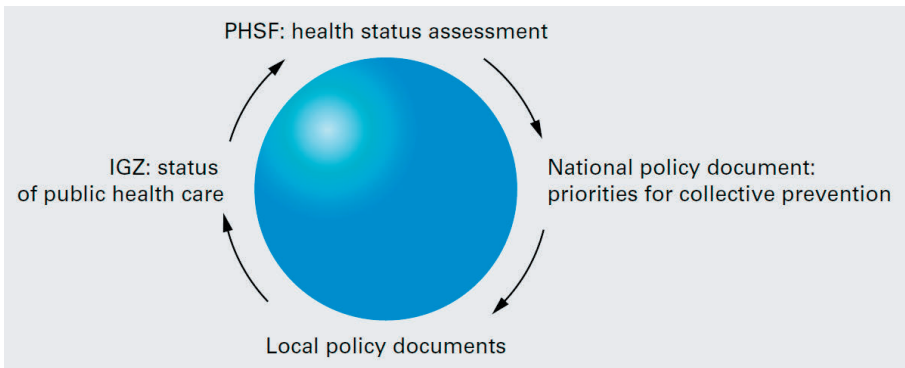 PHSF: health status assessment
IGZ: status
of public health care
National policy document:
priorities for collective prevention
Local policy documents